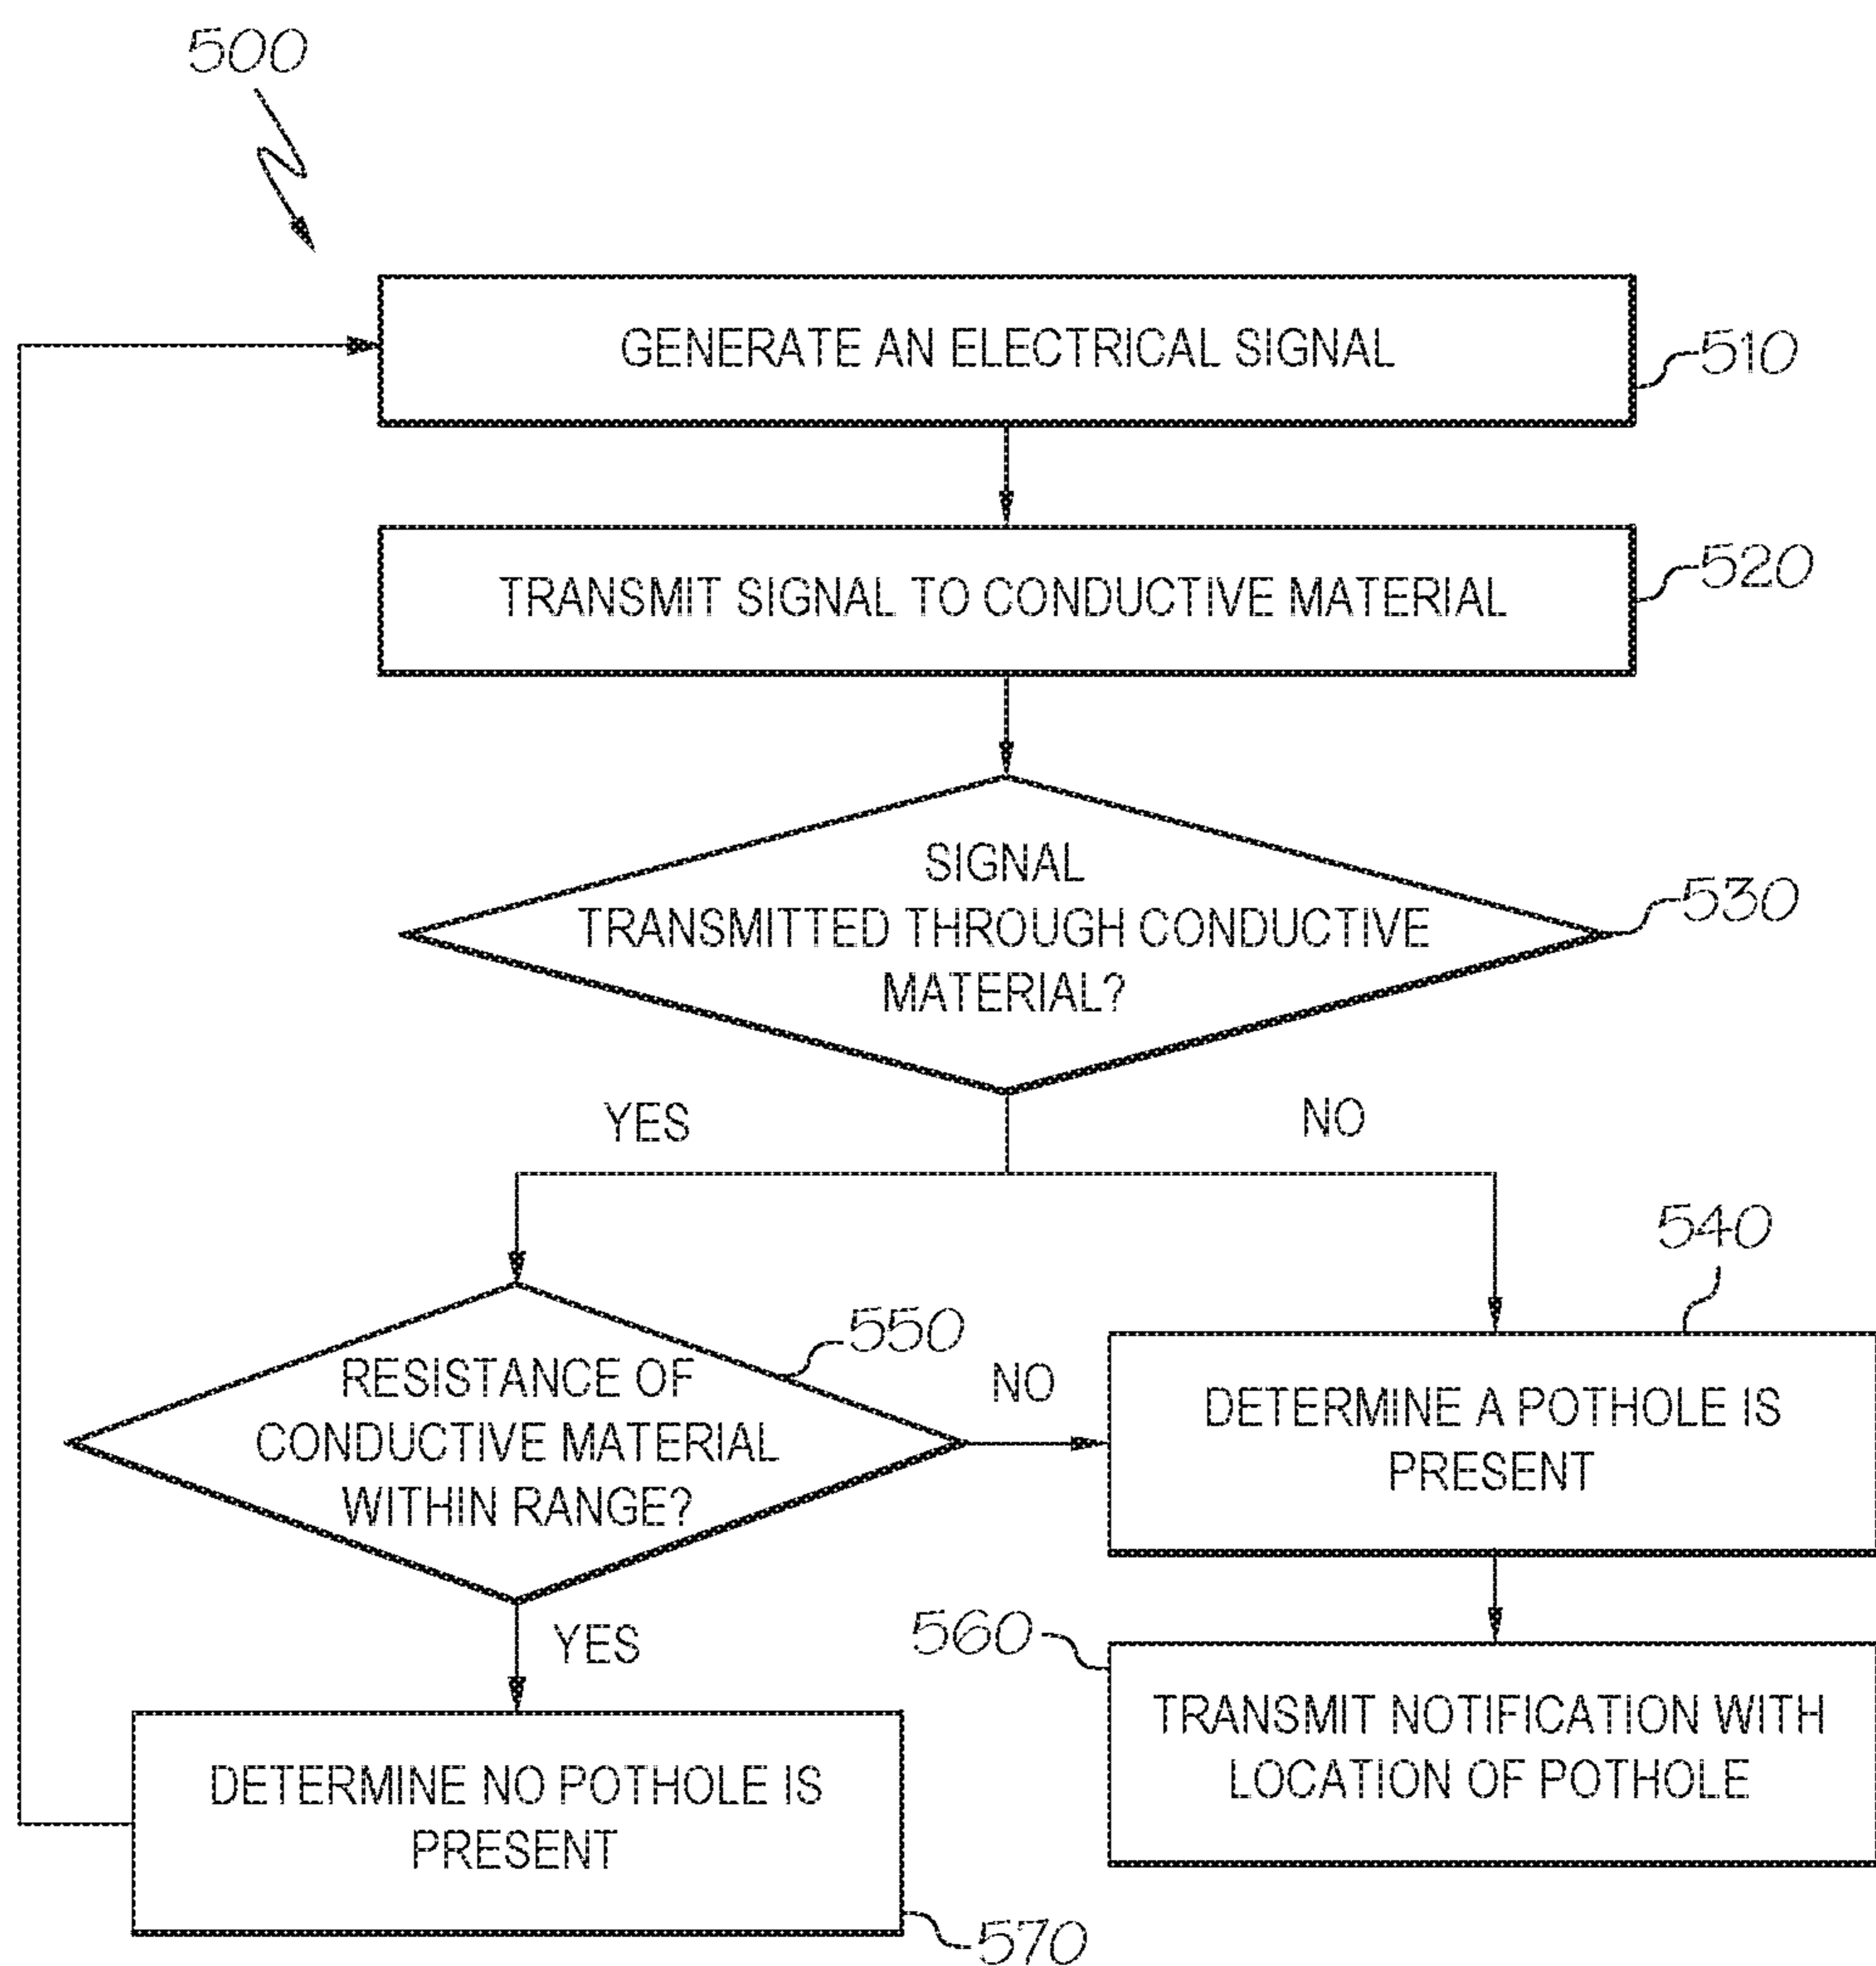 500
GENERATE AN ELECTRICAL SIGNAL
510
TRANSMIT SIGNAL TO CONDUCTIVE MATERIAL
520
SIGNAL
TRANSMITTED THROUGH CONDUCTIVE
MATERIAL?
530
YES
NO
540
550
RESISTANCE OF
CONDUCTIVE MATERIAL
WITHIN RANGE?
NO
DETERMINE A POTHOLE IS
PRESENT
YES
560
TRANSMIT NOTIFICATION WITH
LOCATION OF POTHOLE
DETERMINE NO POTHOLE IS
PRESENT
570